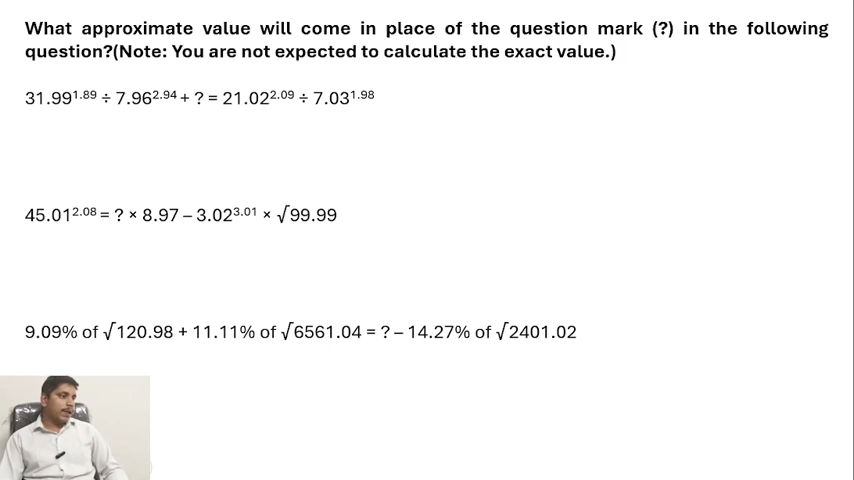 What approximate value will come in place of the question mark (?) in the following
question?(Note: You are not expected to calculate the exact value.)
31.99^1.89 ÷ 7.96^2.94 + ? = 21.02^2.09 ÷ 7.03^1.98
45.01^2.08 = ? × 8.97 – 3.02^3.01 × √99.99
9.09% of √120.98 + 11.11% of √6561.04 = ? – 14.27% of √2401.02